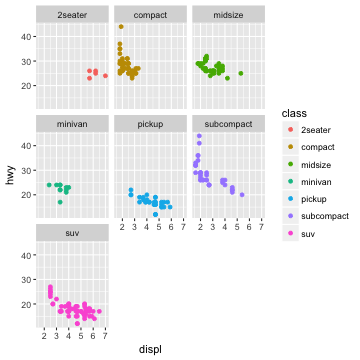 2seater compact midsize
40
30
20
minivan pickup subcompact
40
30
20
suv
40
30
20
2 3 4 5 6 7 2 3 4 5 6 7 2 3 4 5 6 7
hwy
displ
class
2seater
compact
midsize
minivan
pickup
subcompact
suv